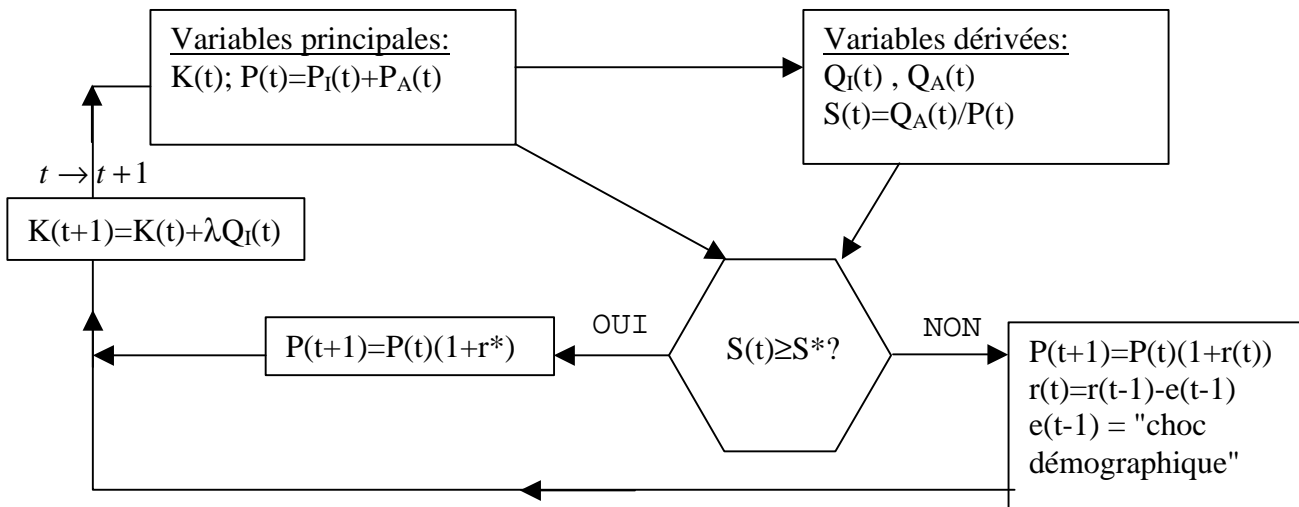 Variables principales:
K(t); P(t)=P_I(t)+P_A(t)
Variables dérivées:
Q_I(t) , Q_A(t)
S(t)=Q_A(t)/P(t)
t → t + 1
K(t+1)=K(t)+λQ_I(t)
P(t+1)=P(t)(1+r*)
OUI
S(t)≥S*?
NON
P(t+1)=P(t)(1+r(t))
r(t)=r(t-1)-e(t-1)
e(t-1) = "choc
démographique"